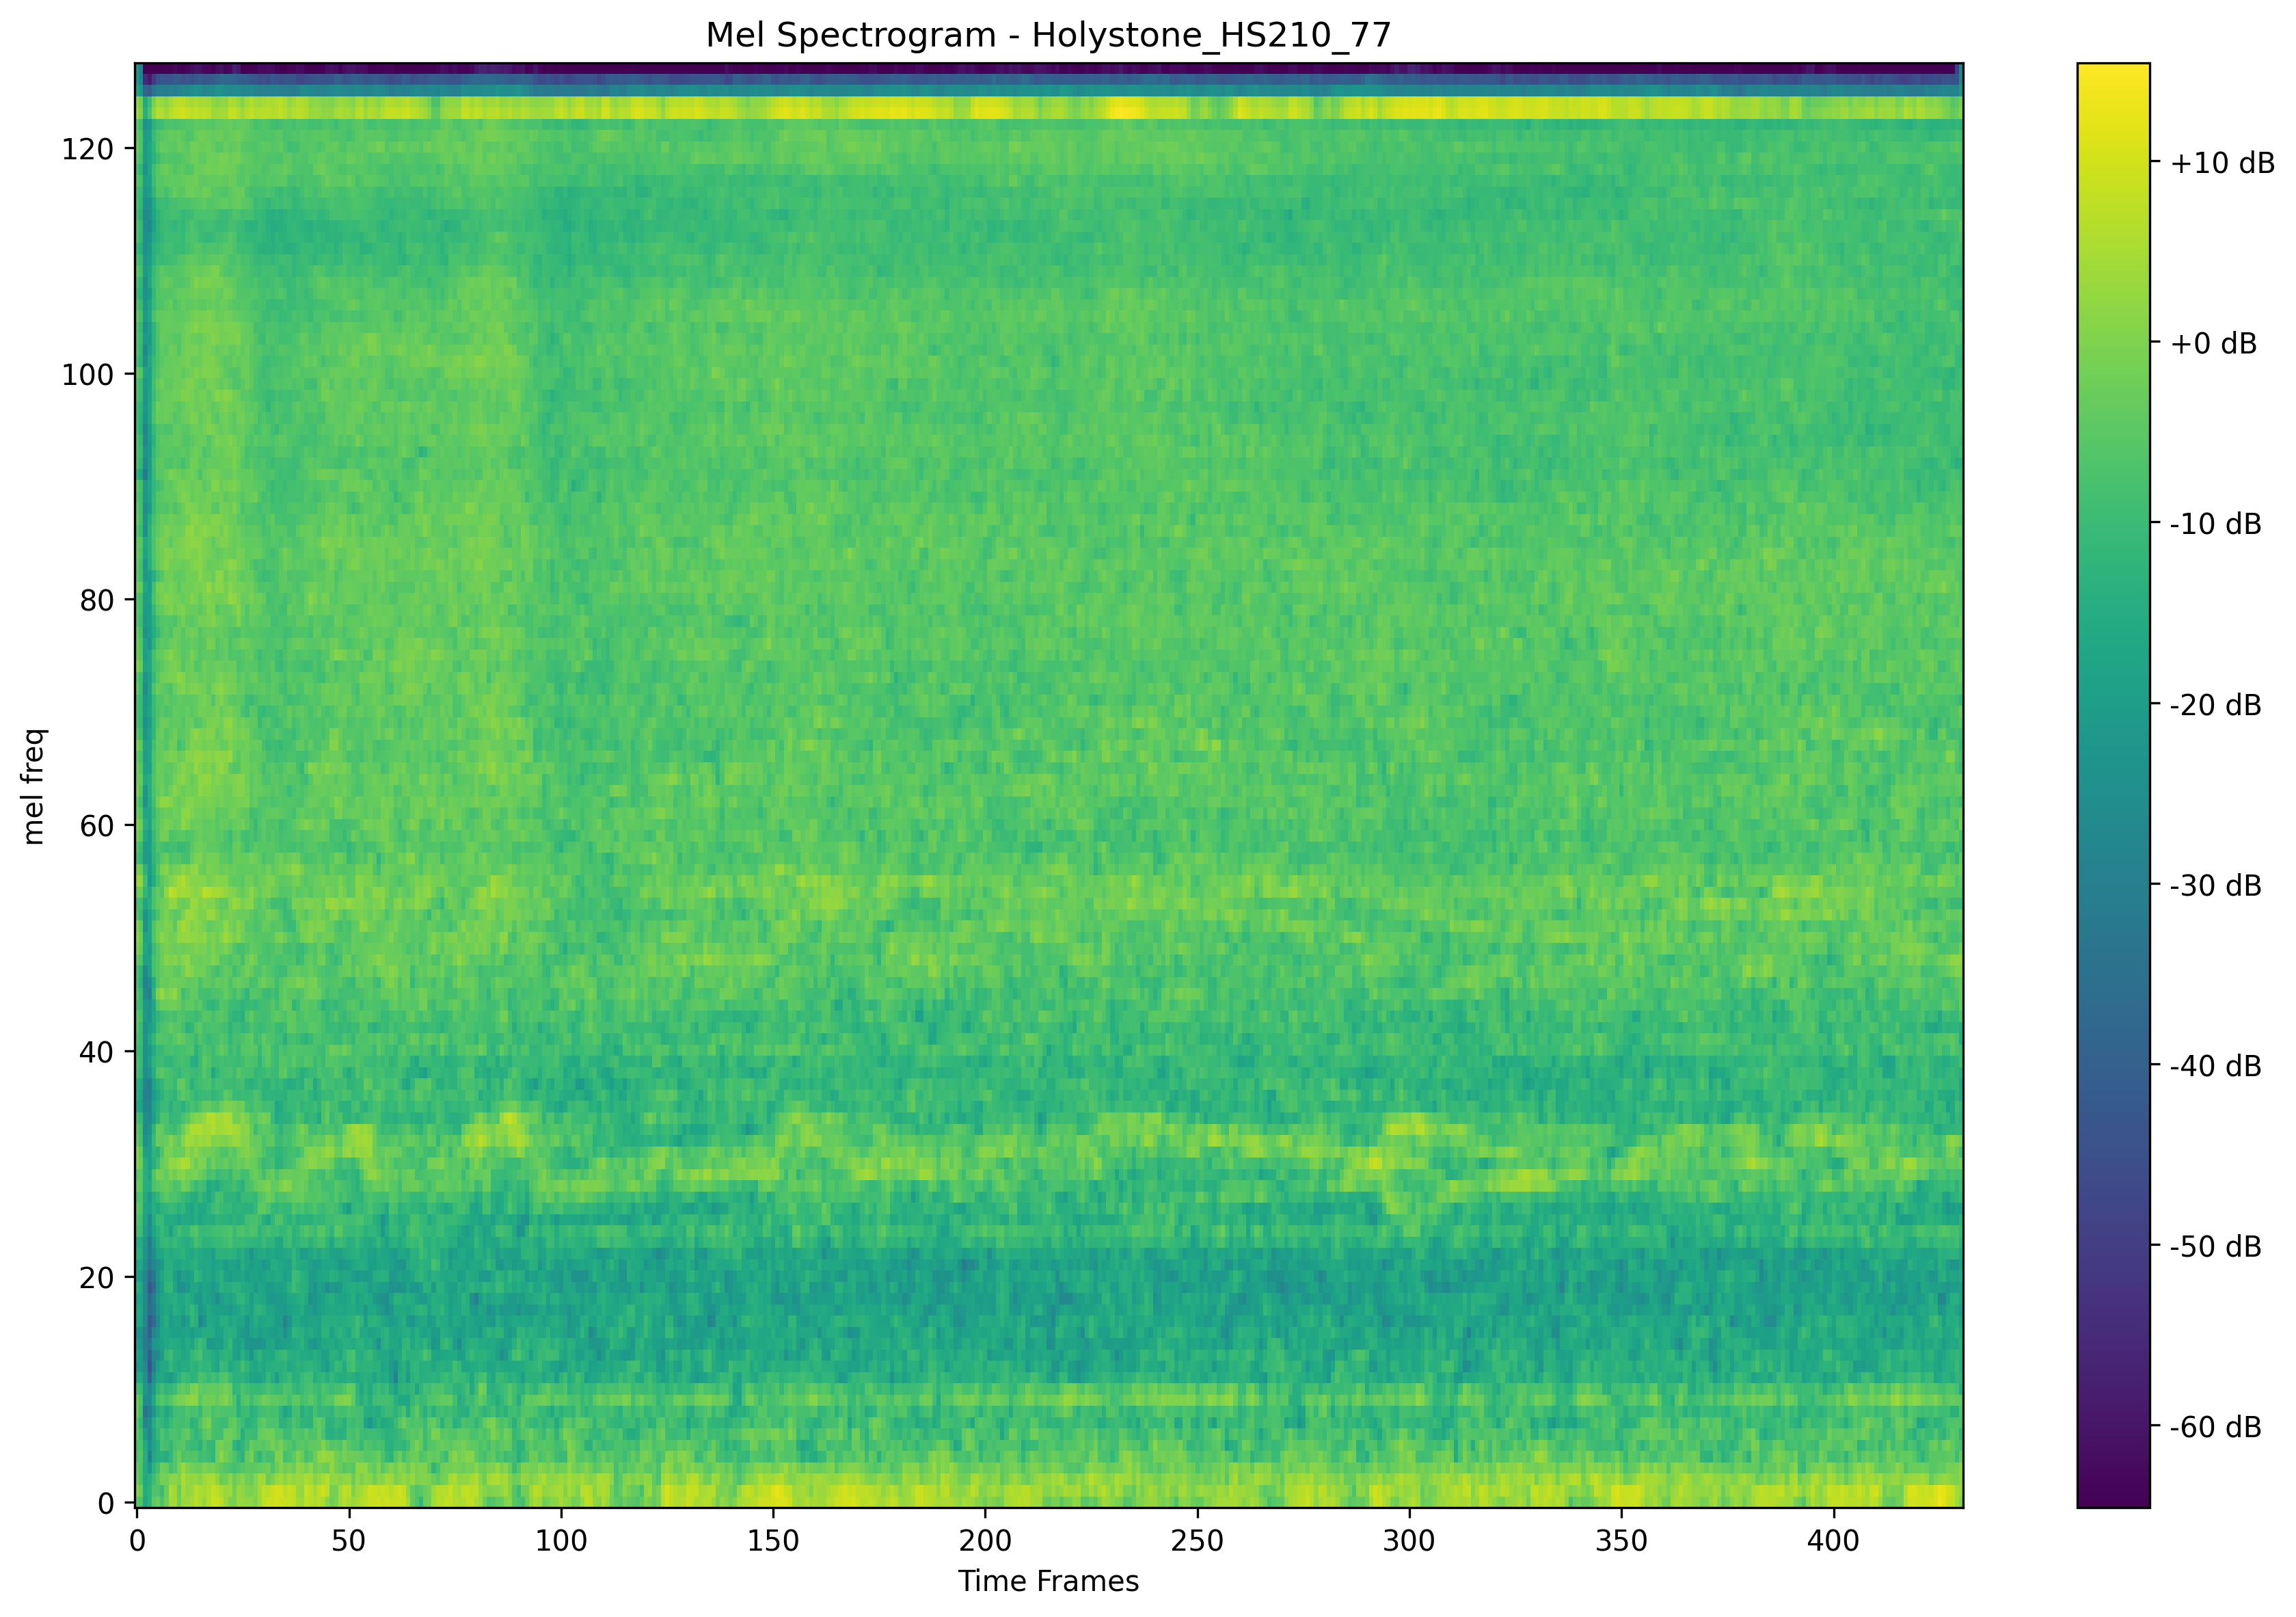 Mel Spectrogram - Holystone_HS210_77
mel freq
120
100
80
60
40
20
0
0 50 100 150 200 250 300 350 400
Time Frames
+10 dB
+0 dB
-10 dB
-20 dB
-30 dB
-40 dB
-50 dB
-60 dB